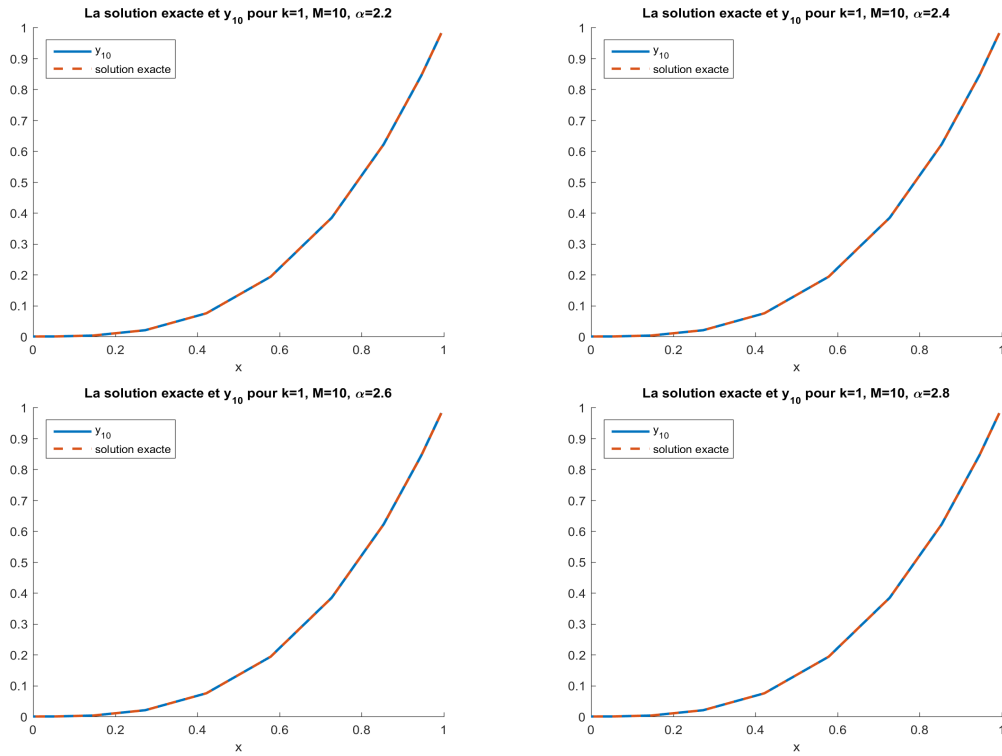 La solution exacte et y10 pour k=1, M=10, α=2.2
y10
solution exacte
1
0.9
0.8
0.7
0.6
0.5
0.4
0.3
0.2
0.1
0
0 0.2 0.4 0.6 0.8 1
x
La solution exacte et y10 pour k=1, M=10, α=2.4
y10
solution exacte
1
0.9
0.8
0.7
0.6
0.5
0.4
0.3
0.2
0.1
0
0 0.2 0.4 0.6 0.8 1
x
La solution exacte et y10 pour k=1, M=10, α=2.6
y10
solution exacte
1
0.9
0.8
0.7
0.6
0.5
0.4
0.3
0.2
0.1
0
0 0.2 0.4 0.6 0.8 1
x
La solution exacte et y10 pour k=1, M=10, α=2.8
y10
solution exacte
1
0.9
0.8
0.7
0.6
0.5
0.4
0.3
0.2
0.1
0
0 0.2 0.4 0.6 0.8 1
x